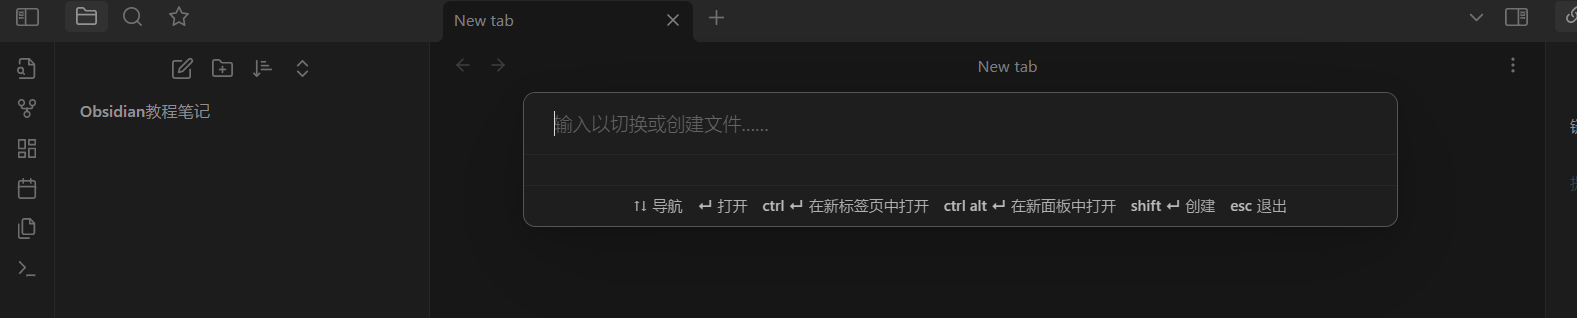 New tab
New tab
Obsidian教程笔记
输入以切换或创建文件......
↑↓ 导航 ↵ 打开 ctrl ↵ 在新标签页中打开 ctrl alt ↵ 在新面板中打开 shift ↵ 创建 esc 退出